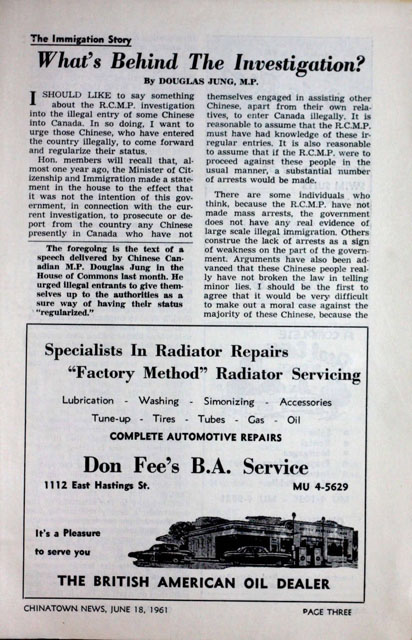 The Immigation Story
What's Behind The Investigation?
By DOUGLAS JUNG, M.P.
I SHOULD LIKE to say something
about the R.C.M.P. investigation
into the illegal entry of some Chinese
into Canada. In so doing, I want to
urge those Chinese, who have entered
the country illegally, to come forward
and regularize their status.
Hon. members will recall that, al-
most one year ago, the Minister of Cit-
izenship and Immigration made a state-
ment in the house to the effect that
it was not the intention of this gov-
ernment, in connection with the cur-
rent investigation, to prosecute or de-
port from the country any Chinese
presently in Canada who have not
The foregoing is the text of a
speech delivered by Chinese Can-
adian M.P. Douglas Jung in the
House of Commons last month. He
urged illegal entrants to give them-
selves up to the authorities as a
sure way of having their status
"regularized."
themselves engaged in assisting other
Chinese, apart from their own rela-
tives, to enter Canada illegally. It is
reasonable to assume that the R.C.M.P.
must have had knowledge of these ir-
regular entries. It is also reasonable
to assume that if the R.C.M.P. were to
proceed against these people in the
usual manner, a substantial number
of arrests would be made.
There are some individuals who
think, because the R.C.M.P. have not
made mass arrests, the government
does not have any real evidence of
large scale illegal immigration. Others
construe the lack of arrests as a sign
of weakness on the part of the govern-
ment. Arguments have also been ad-
vanced that these Chinese people real-
ly have not broken the law in telling
minor lies. I should be the first to
agree that it would be very difficult
to make out a moral case against the
majority of these Chinese, because the
Specialists In Radiator Repairs
"Factory Method" Radiator Servicing
Lubrication - Washing - Simonizing - Accessories
Tune-up - Tires - Tubes - Gas - Oil
COMPLETE AUTOMOTIVE REPAIRS
Don Fee's B.A. Service
1112 East Hastings St. MU 4-5629
It's a Pleasure
to serve you
THE BRITISH AMERICAN OIL DEALER
CHINATOWN NEWS, JUNE 18, 1961 PAGE THREE